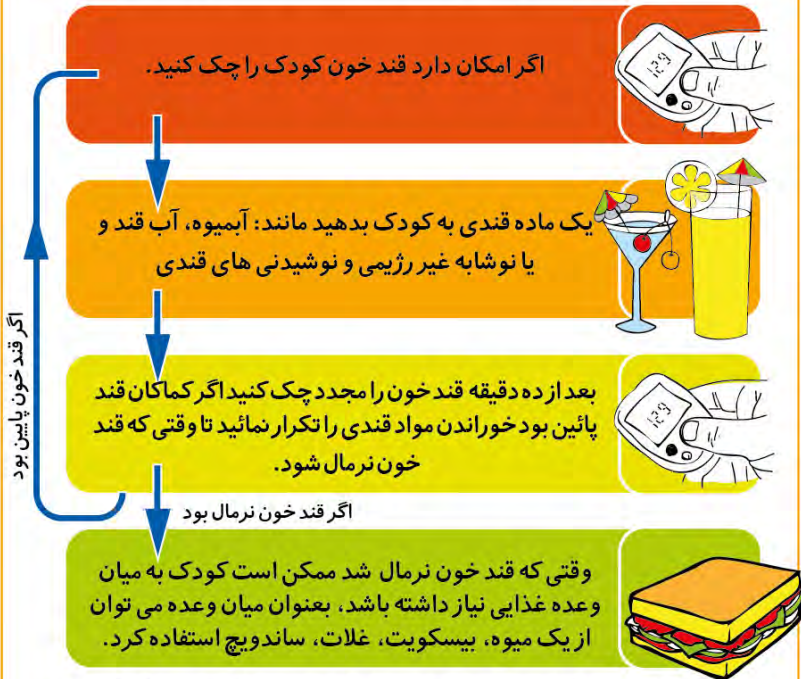 اگر امکان دارد قند خون کودک را چک کنید.
یک ماده قندی به کودک بدهید مانند: آبمیوه، آب قند و
یا نوشابه غیر رژیمی و نوشیدنی های قندی
بعد از ده دقیقه قند خون را مجدد چک کنید اگر کماکان قند
پائین بود خوراندن مواد قندی را تکرار نمائید تا وقتی که قند
خون نرمال شود.
اگر قند خون پایین بود
اگر قند خون نرمال بود
وقتی که قند خون نرمال شد ممکن است کودک به میان
وعده غذایی نیاز داشته باشد، بعنوان میان وعده می توان
از یک میوه، بیسکویت، غلات، ساندویچ استفاده کرد.
129
129